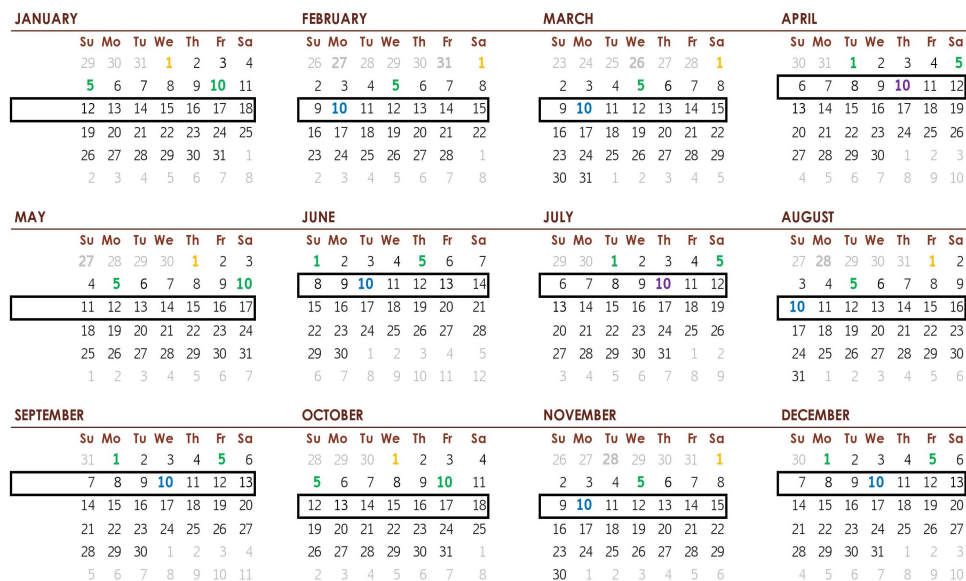 JANUARY FEBRUARY MARCH APRIL
Su Mo Tu We Th Fr Sa Su Mo Tu We Th Fr Sa Su Mo Tu We Th Fr Sa Su Mo Tu We Th Fr Sa
29 30 31 1 2 3 4 26 27 28 29 30 31 1 23 24 25 26 27 28 1 30 31 1 2 3 4 5
5 6 7 8 9 10 11 2 3 4 5 6 7 8 2 3 4 5 6 7 8 6 7 8 9 10 11 12
12 13 14 15 16 17 18 9 10 11 12 13 14 15 9 10 11 12 13 14 15 13 14 15 16 17 18 19
19 20 21 22 23 24 25 16 17 18 19 20 21 22 16 17 18 19 20 21 22 20 21 22 23 24 25 26
26 27 28 29 30 31 1 23 24 25 26 27 28 1 23 24 25 26 27 28 29 27 28 29 30 1 2 3
2 3 4 5 6 7 8 2 3 4 5 6 7 8 30 31 1 2 3 4 5 4 5 6 7 8 9 10
MAY JUNE JULY AUGUST
Su Mo Tu We Th Fr Sa Su Mo Tu We Th Fr Sa Su Mo Tu We Th Fr Sa Su Mo Tu We Th Fr Sa
27 28 29 30 1 2 3 1 2 3 4 5 6 7 29 30 1 2 3 4 5 27 28 29 30 31 1 2
4 5 6 7 8 9 10 8 9 10 11 12 13 14 6 7 8 9 10 11 12 3 4 5 6 7 8 9
11 12 13 14 15 16 17 15 16 17 18 19 20 21 13 14 15 16 17 18 19 10 11 12 13 14 15 16
18 19 20 21 22 23 24 22 23 24 25 26 27 28 20 21 22 23 24 25 26 17 18 19 20 21 22 23
25 26 27 28 29 30 31 29 30 1 2 3 4 5 27 28 29 30 31 1 2 24 25 26 27 28 29 30
1 2 3 4 5 6 7 6 7 8 9 10 11 12 3 4 5 6 7 8 9 31 1 2 3 4 5 6
SEPTEMBER OCTOBER NOVEMBER DECEMBER
Su Mo Tu We Th Fr Sa Su Mo Tu We Th Fr Sa Su Mo Tu We Th Fr Sa Su Mo Tu We Th Fr Sa
31 1 2 3 4 5 6 28 29 30 1 2 3 4 26 27 28 29 30 31 1 30 1 2 3 4 5 6
7 8 9 10 11 12 13 5 6 7 8 9 10 11 2 3 4 5 6 7 8 7 8 9 10 11 12 13
14 15 16 17 18 19 20 12 13 14 15 16 17 18 9 10 11 12 13 14 15 14 15 16 17 18 19 20
21 22 23 24 25 26 27 19 20 21 22 23 24 25 16 17 18 19 20 21 22 21 22 23 24 25 26 27
28 29 30 1 2 3 4 26 27 28 29 30 31 1 23 24 25 26 27 28 29 28 29 30 31 1 2 3
5 6 7 8 9 10 11 2 3 4 5 6 7 8 30 1 2 3 4 5 6 4 5 6 7 8 9 10